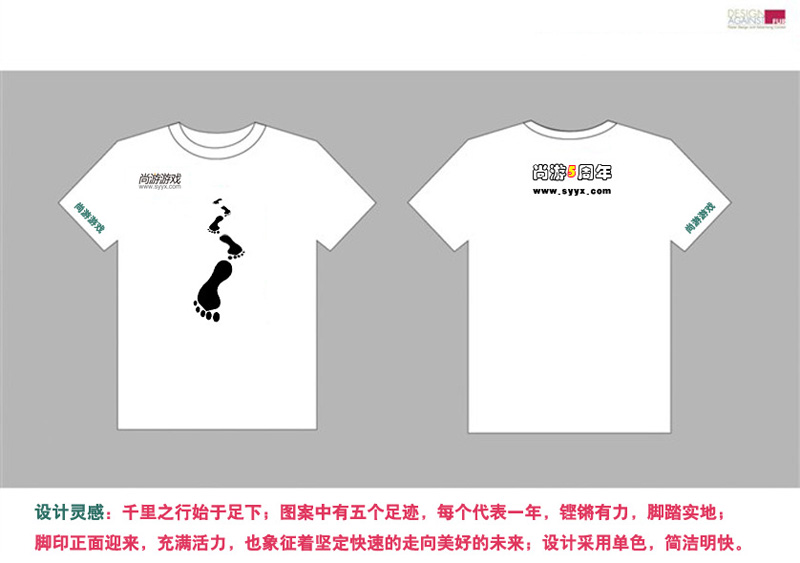 DESIGN
AGAINST
FUR
尚游游戏
www.syyx.com
尚游游戏
尚游5周年
www.syyx.com
尚游游戏
设计灵感：千里之行始于足下；图案中有五个足迹，每个代表一年，铿锵有力，脚踏实地；
脚印正面迎来，充满活力，也象征着坚定快速的走向美好的未来；设计采用单色，简洁明快。